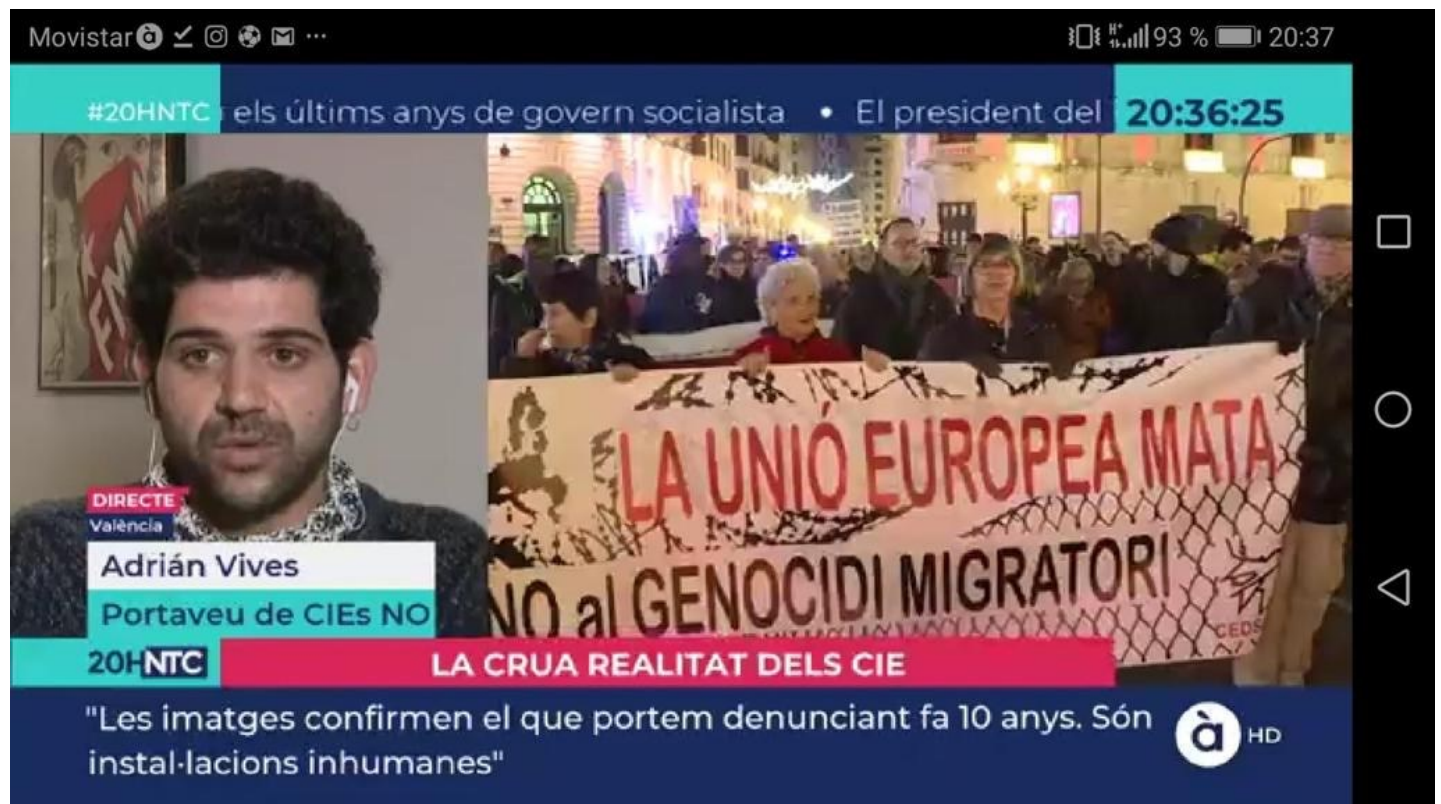 Movistar 93 % 20:37
#20HNTC els últims anys de govern socialista • El president del 20:36:25
LA UNIÓ EUROPEA MATA
NO al GENOCIDI MIGRATORI
DIRECTE
València
Adrián Vives
Portaveu de CIEs NO
20HNTC LA CRUA REALITAT DELS CIE
"Les imatges confirmen el que portem denunciant fa 10 anys. Són
instal·lacions inhumanes"
à HD